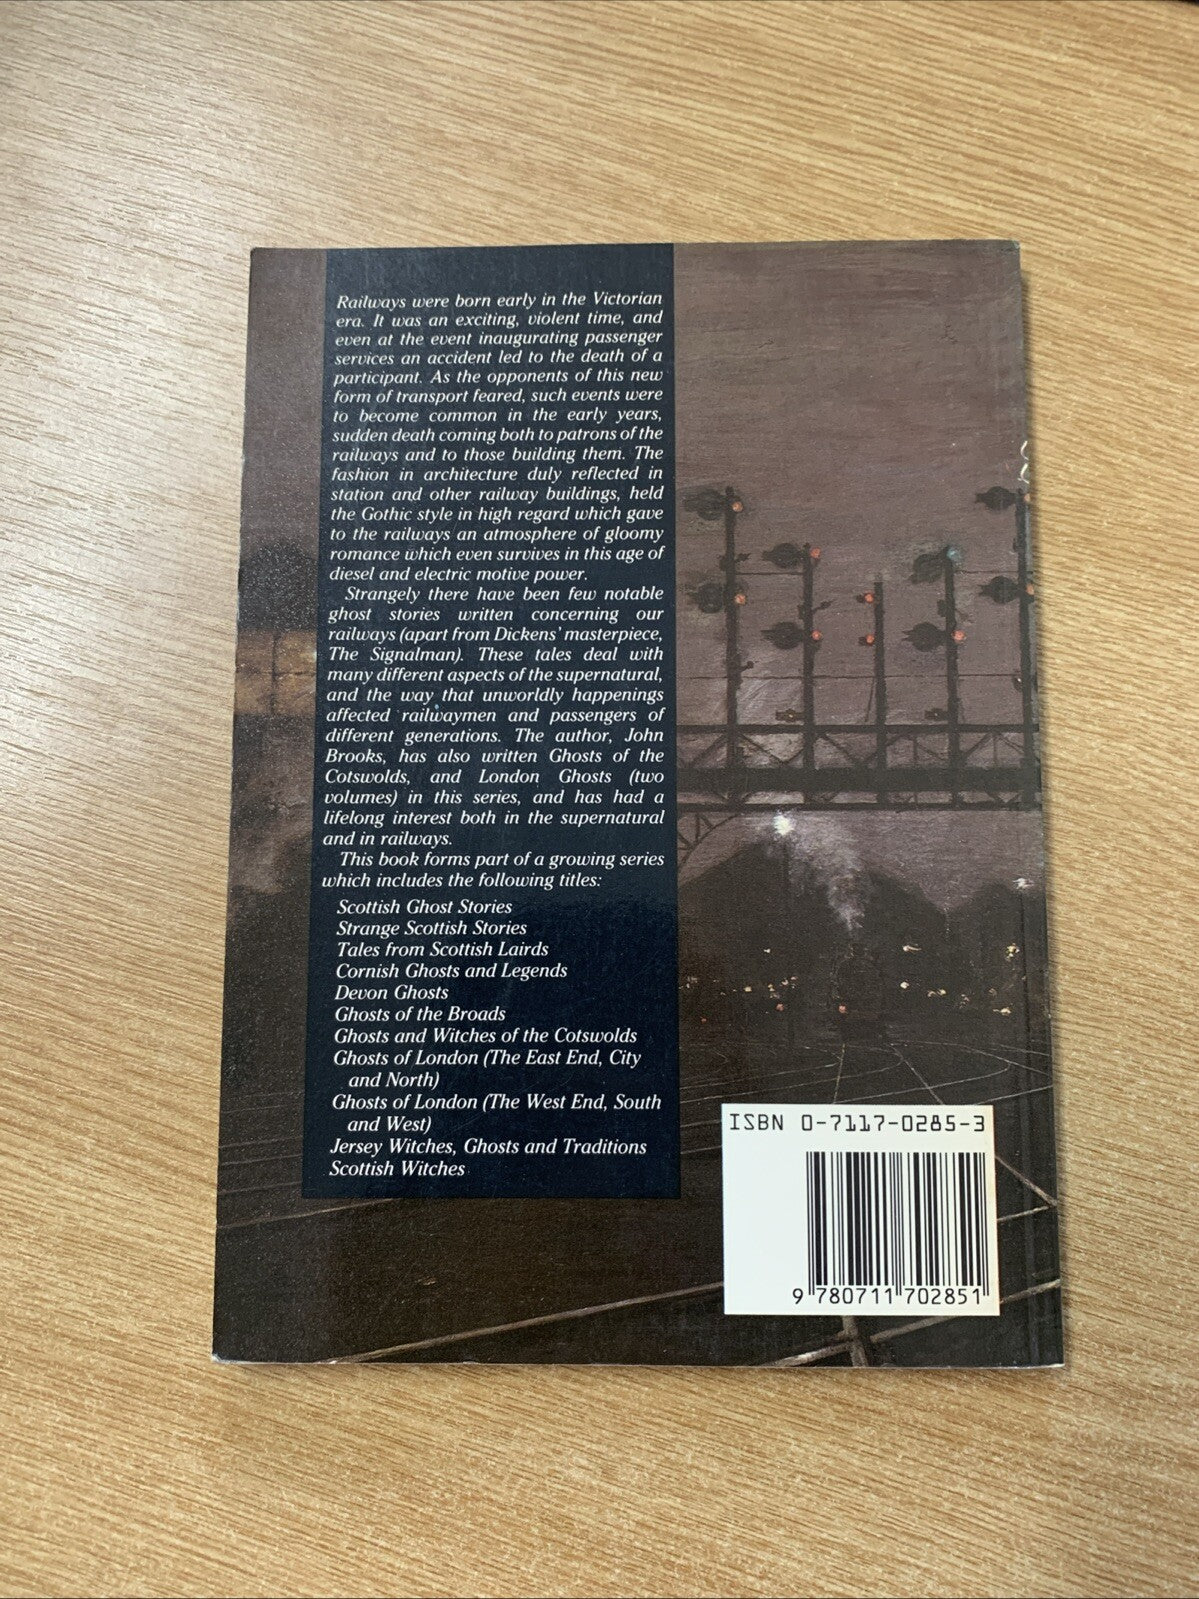 Railways were born early in the Victorian
era. It was an exciting, violent time, and
even at the event inaugurating passenger
services an accident led to the death of a
participant. As the opponents of this new
form of transport feared, such events were
to become common in the early years,
sudden death coming both to patrons of the
railways and to those building them. The
fashion in architecture duly reflected in
station and other railway buildings, held
the Gothic style in high regard which gave
to the railways an atmosphere of gloomy
romance which even survives in this age of
diesel and electric motive power.
Strangely there have been few notable
ghost stories written concerning our
railways (apart from Dickens' masterpiece,
The Signalman). These tales deal with
many different aspects of the supernatural,
and the way that unworldly happenings
affected railwaymen and passengers of
different generations. The author, John
Brooks, has also written Ghosts of the
Cotswolds, and London Ghosts (two
volumes) in this series, and has had a
lifelong interest both in the supernatural
and in railways.
This book forms part of a growing series
which includes the following titles:
Scottish Ghost Stories
Strange Scottish Stories
Tales from Scottish Lairds
Cornish Ghosts and Legends
Devon Ghosts
Ghosts of the Broads
Ghosts and Witches of the Cotswolds
Ghosts of London (The East End, City
and North)
Ghosts of London (The West End, South
and West)
Jersey Witches, Ghosts and Traditions
Scottish Witches
ISBN 0-7117-0285-3
9 780711 702851